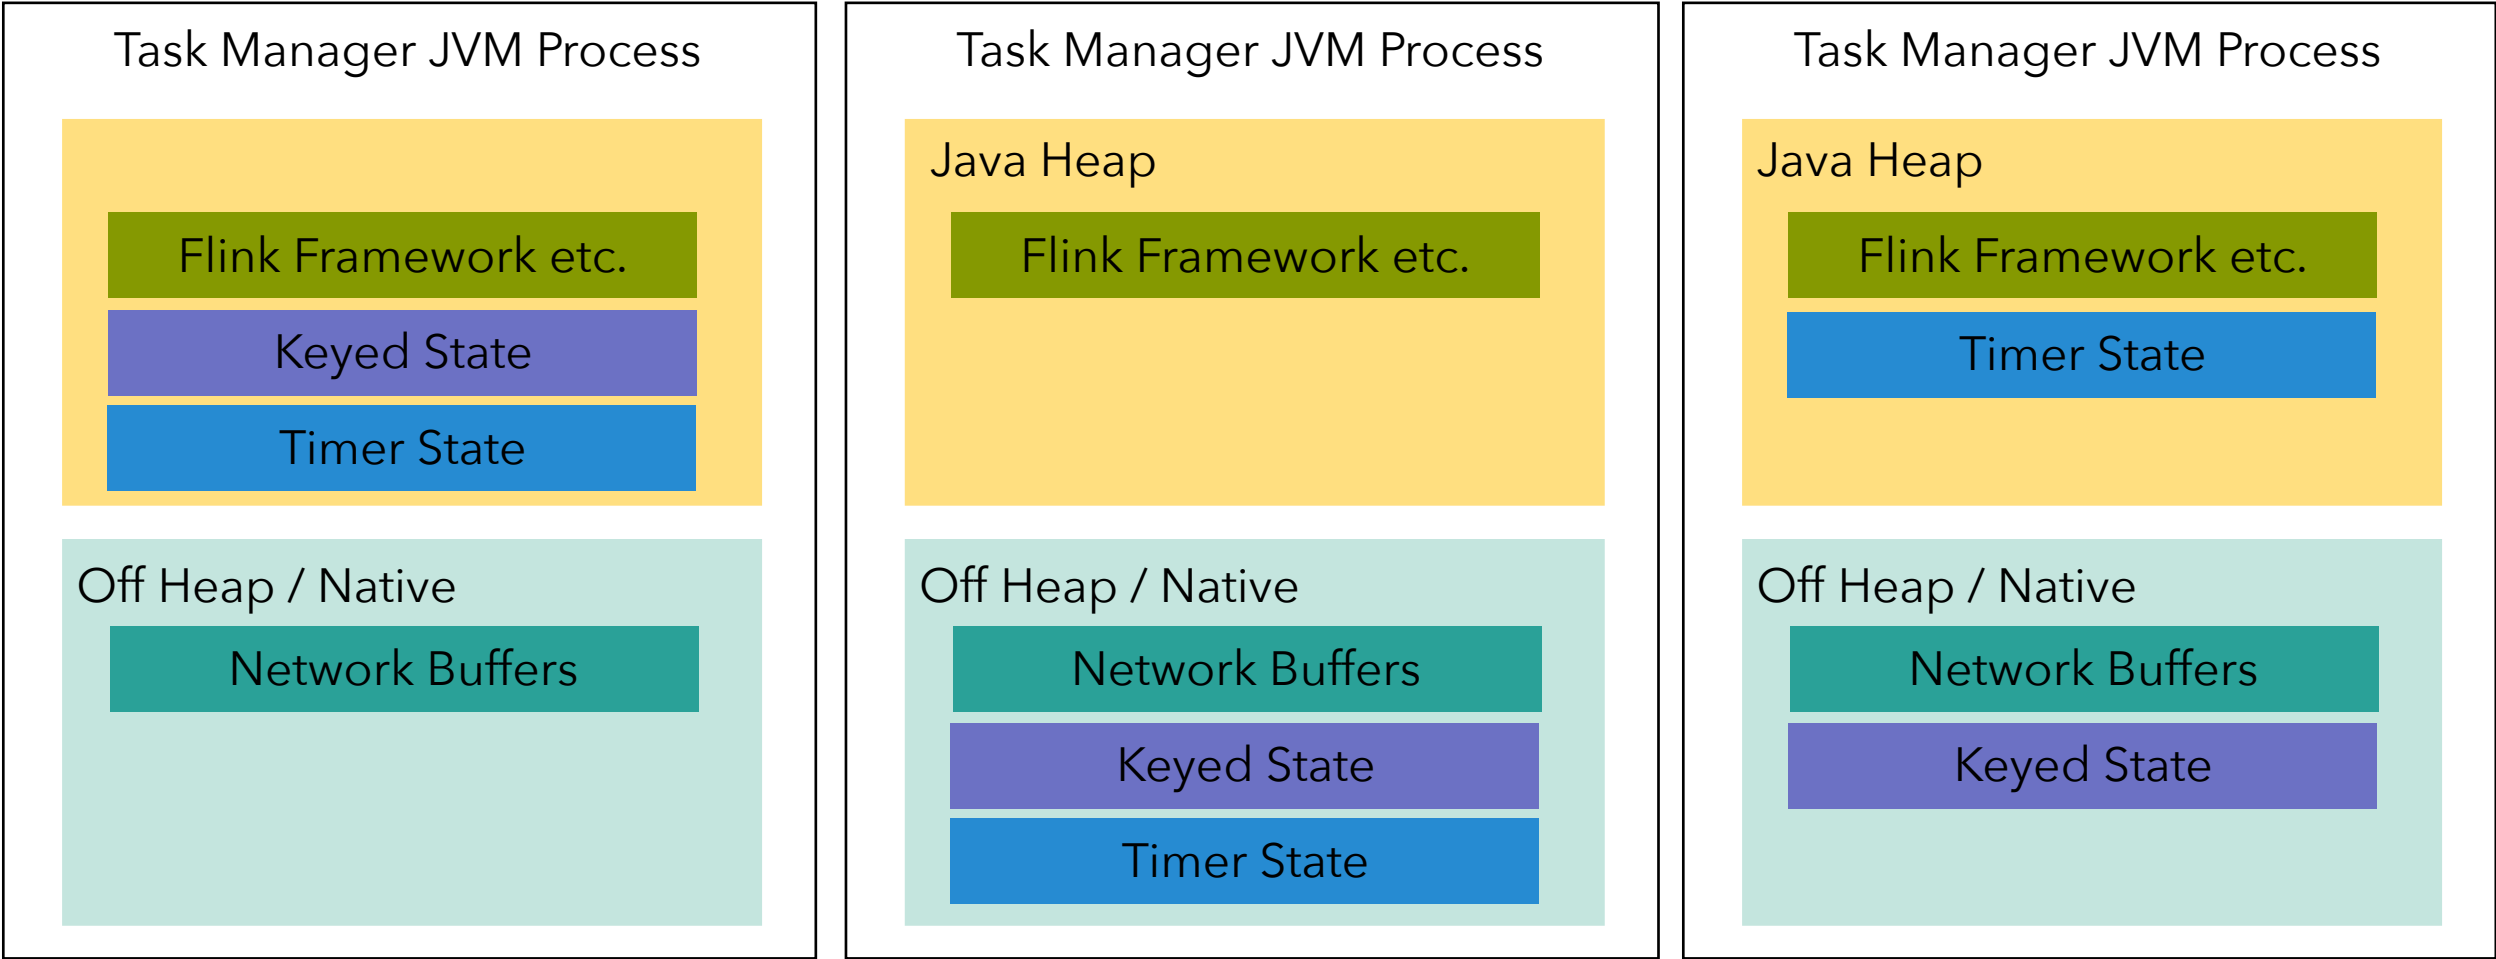 Task Manager JVM Process
Flink Framework etc.
Keyed State
Timer State
Off Heap / Native
Network Buffers
Task Manager JVM Process
Java Heap
Flink Framework etc.
Off Heap / Native
Network Buffers
Keyed State
Timer State
Task Manager JVM Process
Java Heap
Flink Framework etc.
Timer State
Off Heap / Native
Network Buffers
Keyed State